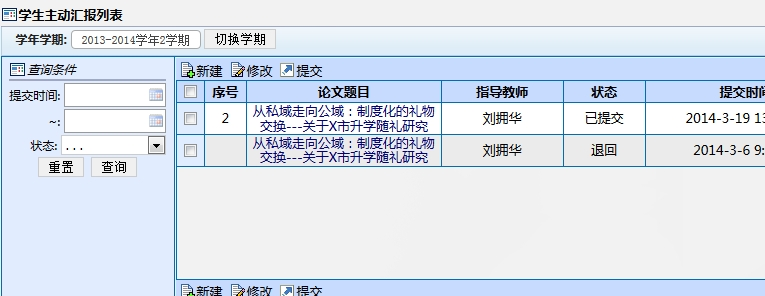 学生主动汇报列表
学年学期: 2013-2014学年2学期 切换学期
查询条件
提交时间:
~:
状态: ...
重置 查询
新建 修改 提交
序号 论文题目 指导教师 状态 提交时间
2 从私域走向公域：制度化的礼物 刘拥华 已提交 2014-3-19 13
交换---关于X市升学随礼研究
从私域走向公域：制度化的礼物 刘拥华 退回 2014-3-6 9:
交换---关于X市升学随礼研究
新建 修改 提交